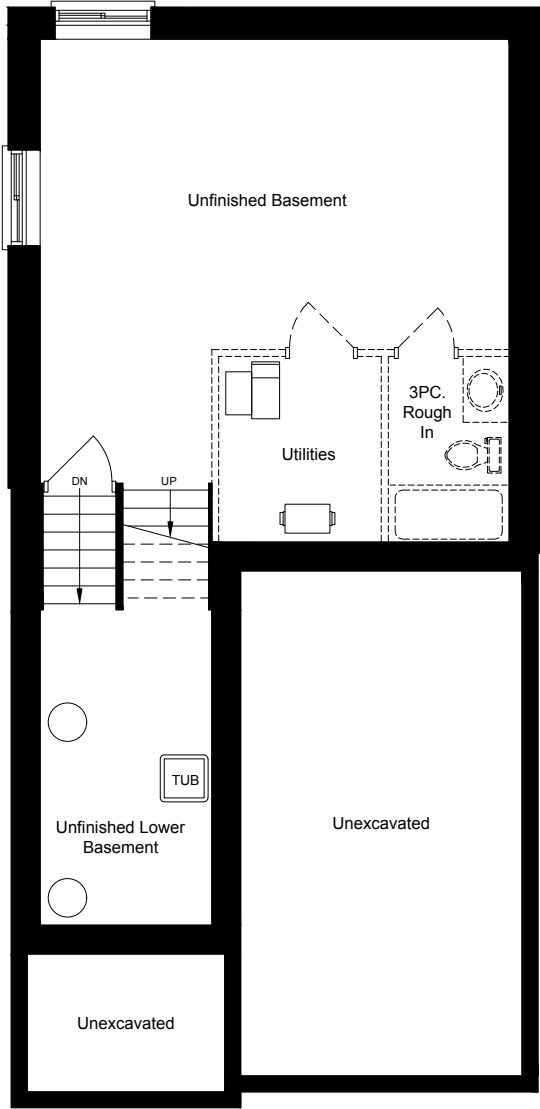 Unfinished Basement
3PC.
Rough
In
Utilities
DN
UP
TUB
Unfinished Lower
Basement
Unexcavated
Unexcavated